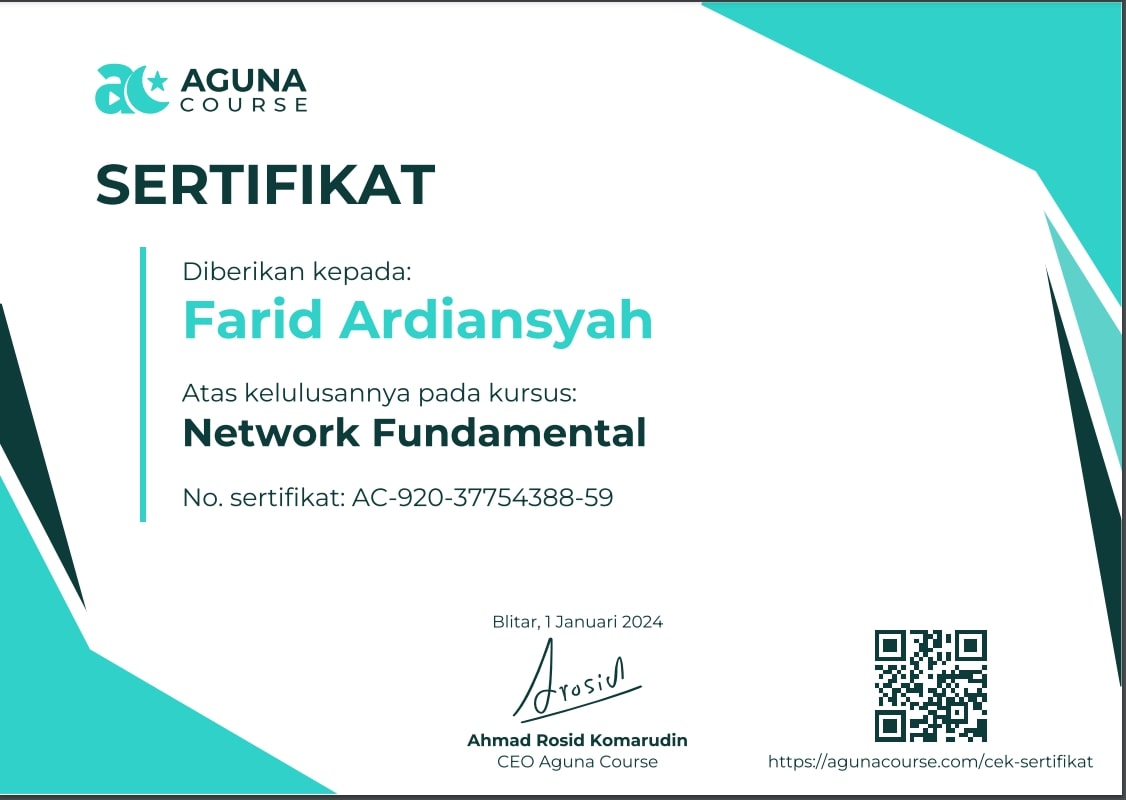 AGUNA
COURSE
SERTIFIKAT
Diberikan kepada:
Farid Ardiansyah
Atas kelulusannya pada kursus:
Network Fundamental
No. sertifikat: AC-920-37754388-59
Blitar, 1 Januari 2024
Arosid
Ahmad Rosid Komarudin
CEO Aguna Course
https://agunacourse.com/cek-sertifikat